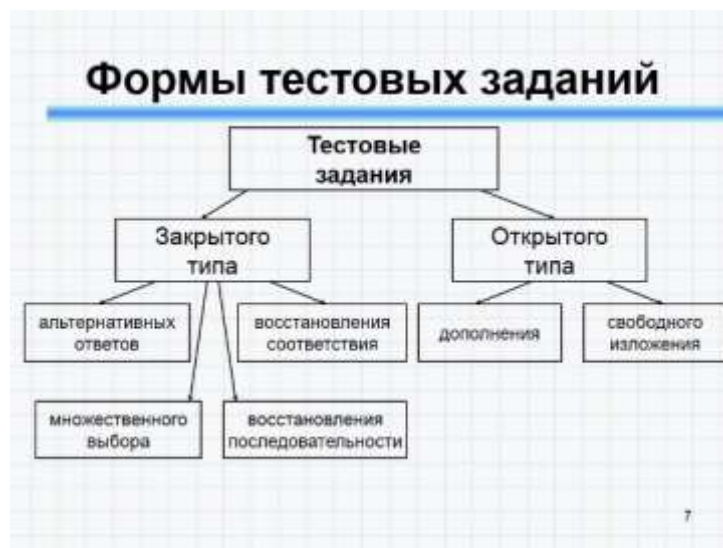 Формы тестовых заданий
Тестовые
задания
Закрытого
типа
Открытого
типа
альтернативных
ответов
восстановления
соответствия
дополнения
свободного
изложения
множественного
выбора
восстановления
последовательности
7